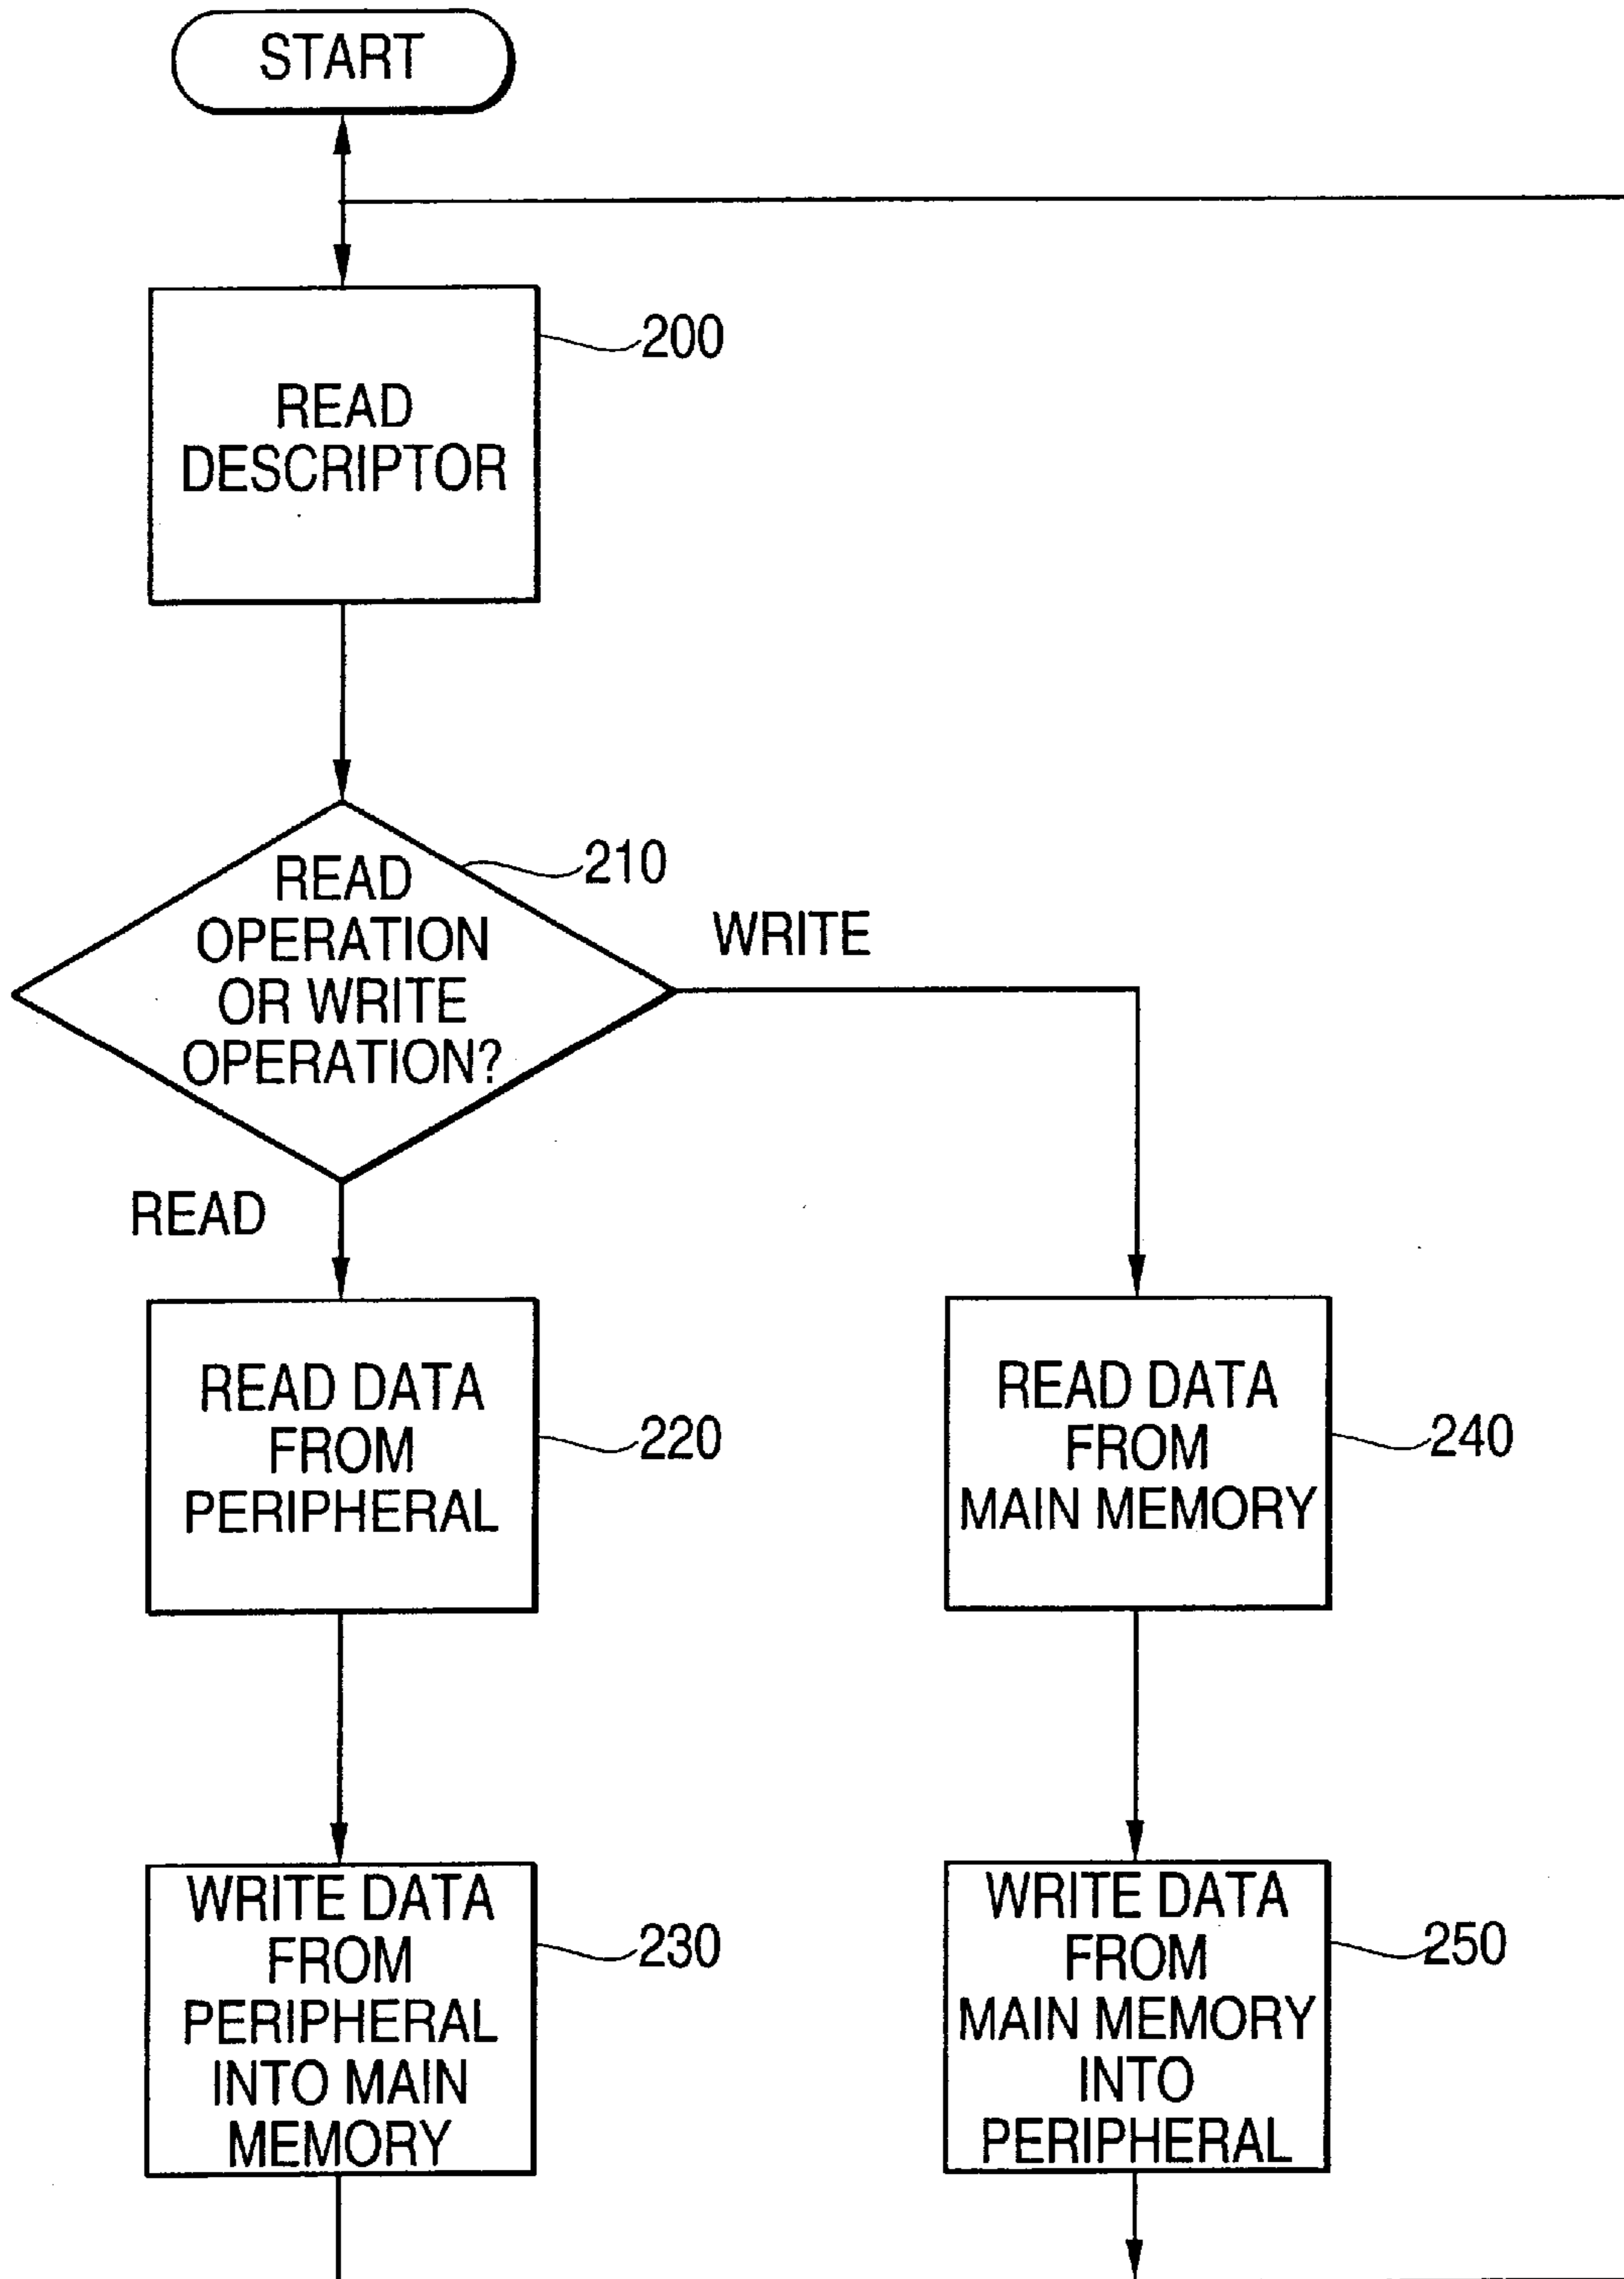 START
200
READ
DESCRIPTOR
210
READ
OPERATION
OR WRITE
OPERATION?
WRITE
READ
READ DATA
FROM
PERIPHERAL
220
READ DATA
FROM
MAIN MEMORY
240
WRITE DATA
FROM
PERIPHERAL
INTO MAIN
MEMORY
230
WRITE DATA
FROM
MAIN MEMORY
INTO
PERIPHERAL
250